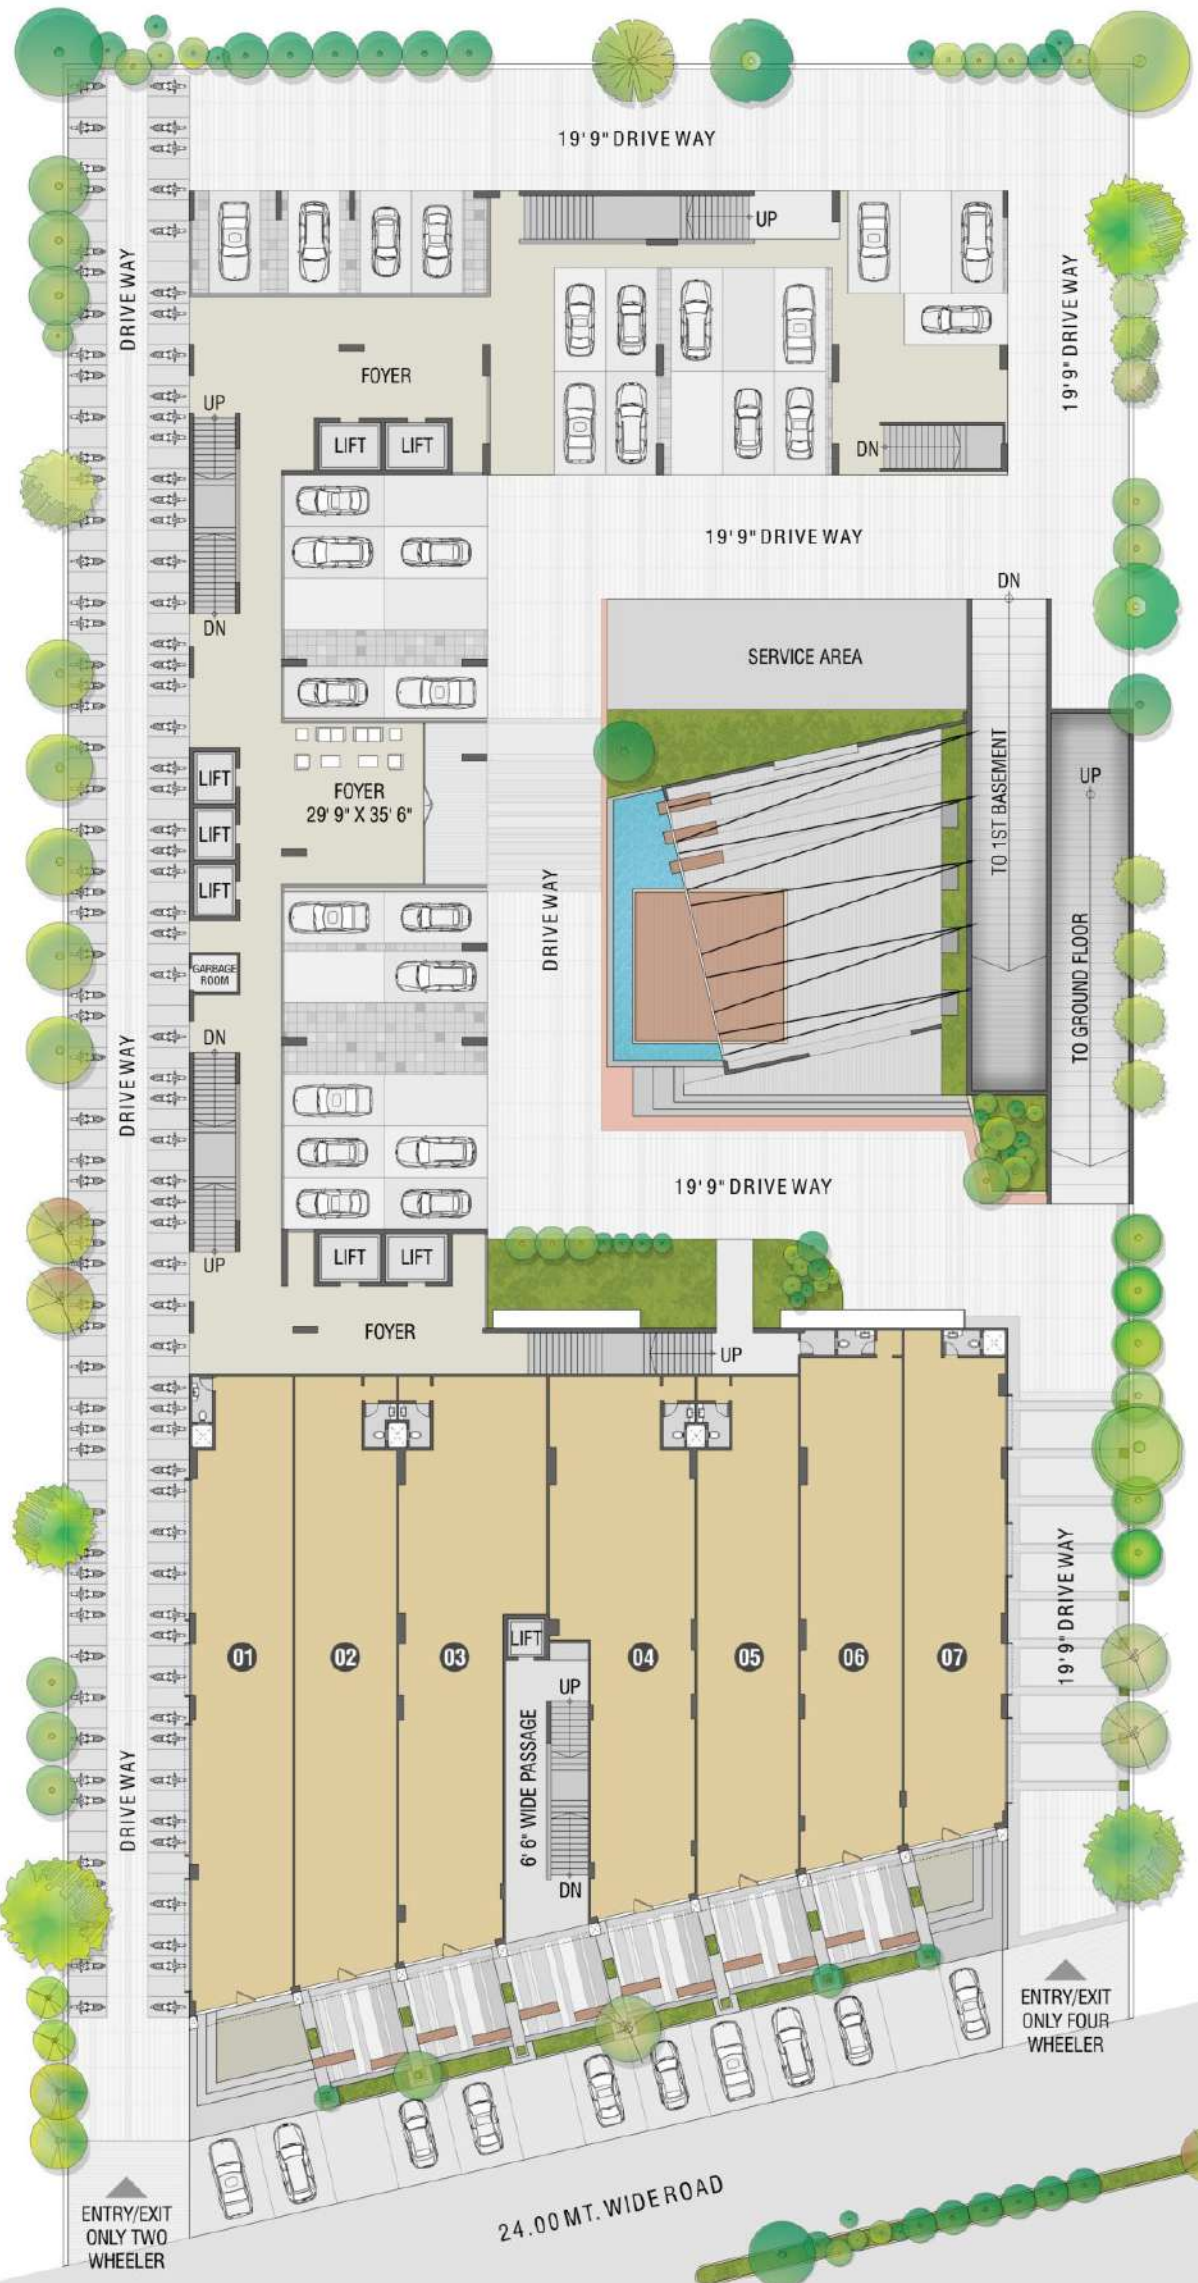 19'9" DRIVE WAY
UP
DRIVE WAY
19'9" DRIVE WAY
FOYER
UP
LIFT
LIFT
DN
19'9" DRIVE WAY
DN
DN
SERVICE AREA
TO 1ST BASEMENT
UP
LIFT
FOYER
29' 9" X 35' 6"
LIFT
LIFT
DRIVE WAY
TO GROUND FLOOR
GARBAGE
ROOM
DN
DRIVE WAY
19'9" DRIVE WAY
UP
LIFT
LIFT
FOYER
UP
19'9" DRIVE WAY
LIFT
01
02
03
04
05
06
07
UP
6' 6" WIDE PASSAGE
DRIVE WAY
DN
ENTRY/EXIT
ONLY FOUR
WHEELER
24.00 MT. WIDE ROAD
ENTRY/EXIT
ONLY TWO
WHEELER